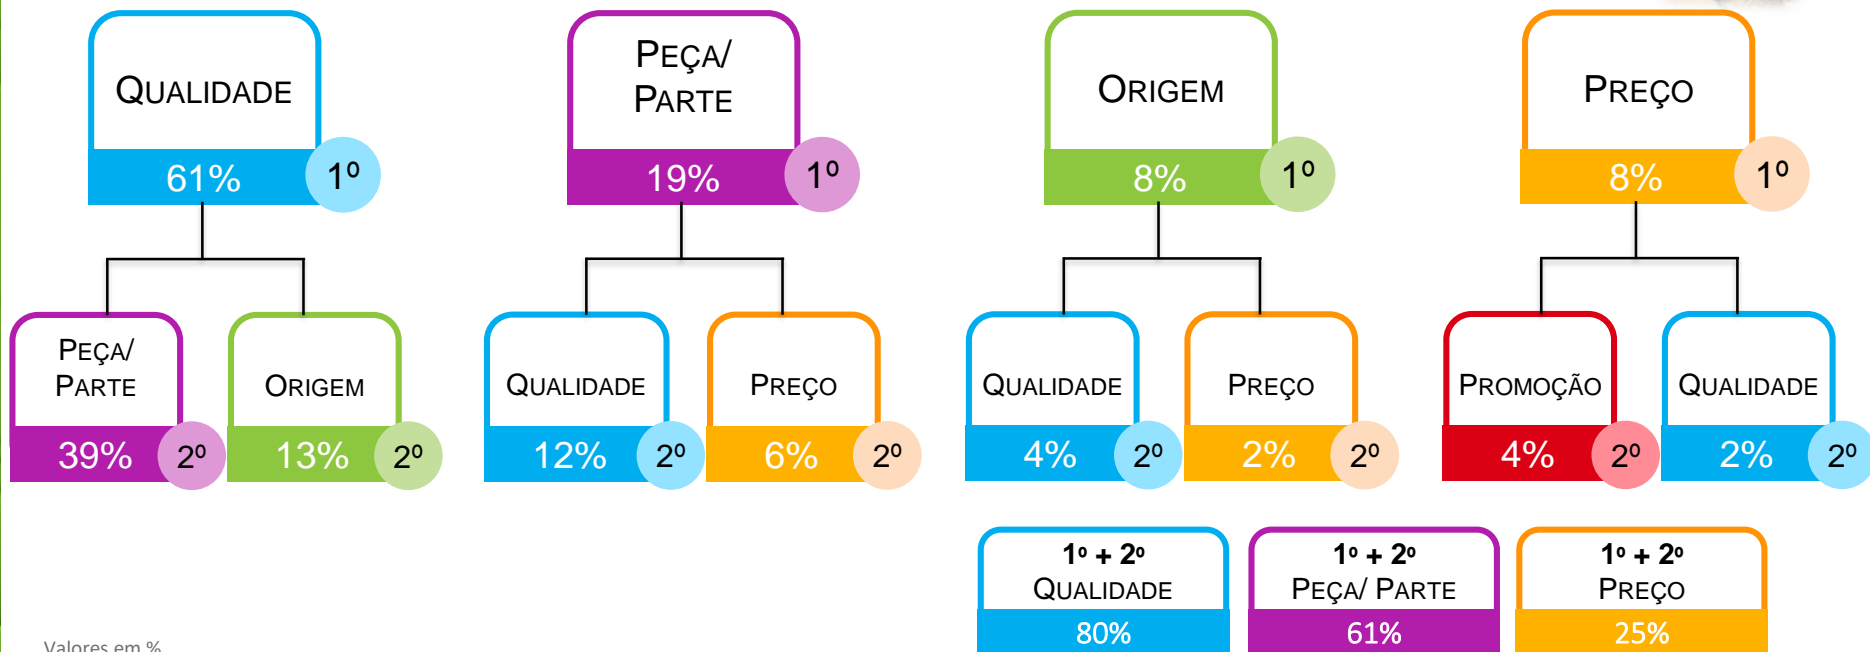 QUALIDADE
61%
1º
PEÇA/
PARTE
19%
1º
ORIGEM
8%
1º
PREÇO
8%
1º
PEÇA/
PARTE
39%
2º
ORIGEM
13%
2º
QUALIDADE
12%
2º
PREÇO
6%
2º
QUALIDADE
4%
2º
PREÇO
2%
2º
PROMOÇÃO
4%
2º
QUALIDADE
2%
2º
1º + 2º
QUALIDADE
80%
1º + 2º
PEÇA/ PARTE
61%
1º + 2º
PREÇO
25%
Valores em %